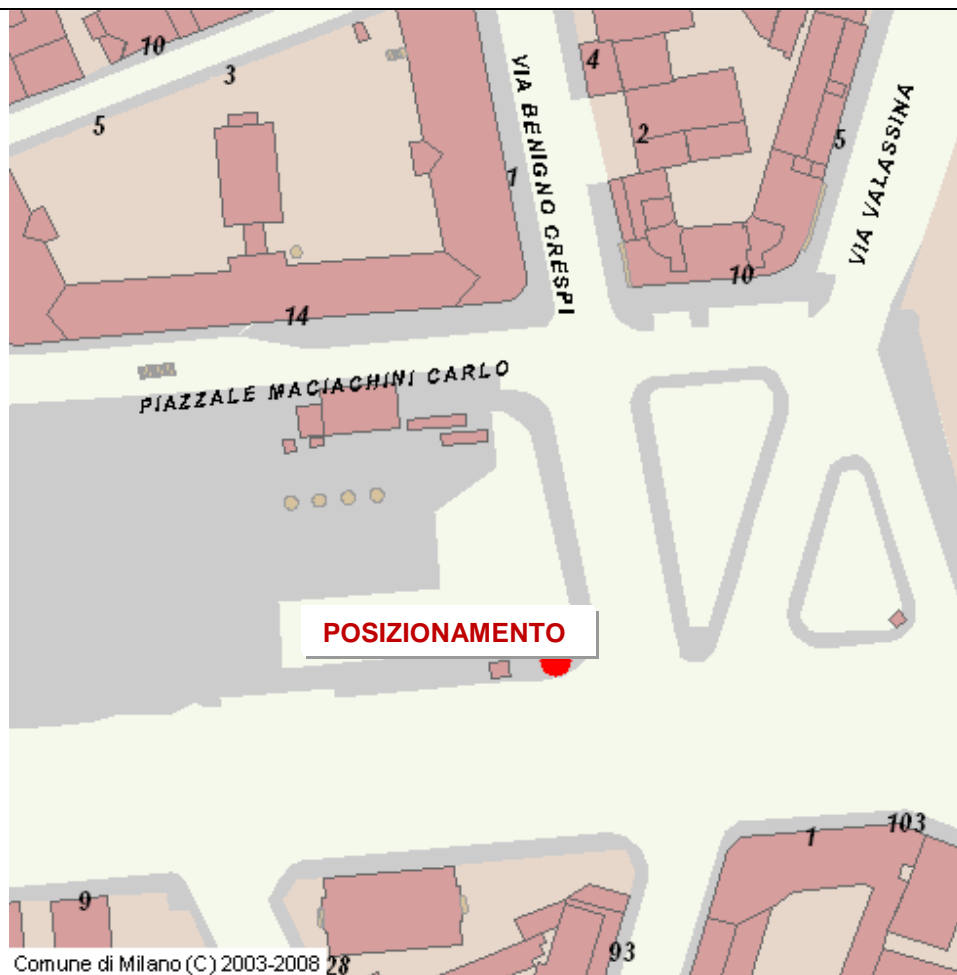 10
3
5
4
2
5
1
VIA BENIGNO CRESPI
VIA VALASSINA
10
14
PIAZZALE MACIACHINI CARLO
POSIZIONAMENTO
1
103
9
93
28
Comune di Milano (C) 2003-2008